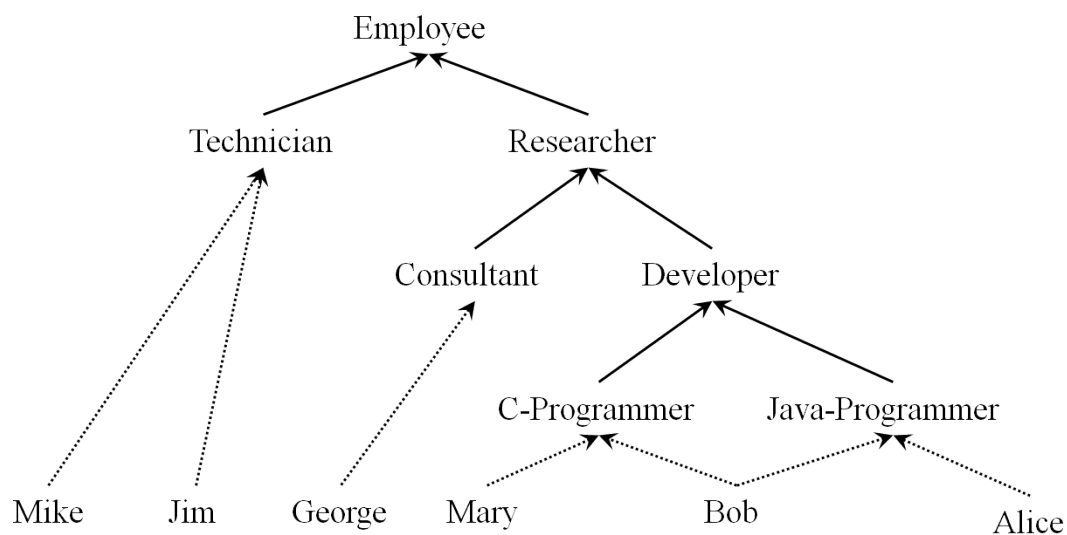 Employee
Technician
Researcher
Consultant
Developer
C-Programmer
Java-Programmer
Mike
Jim
George
Mary
Bob
Alice